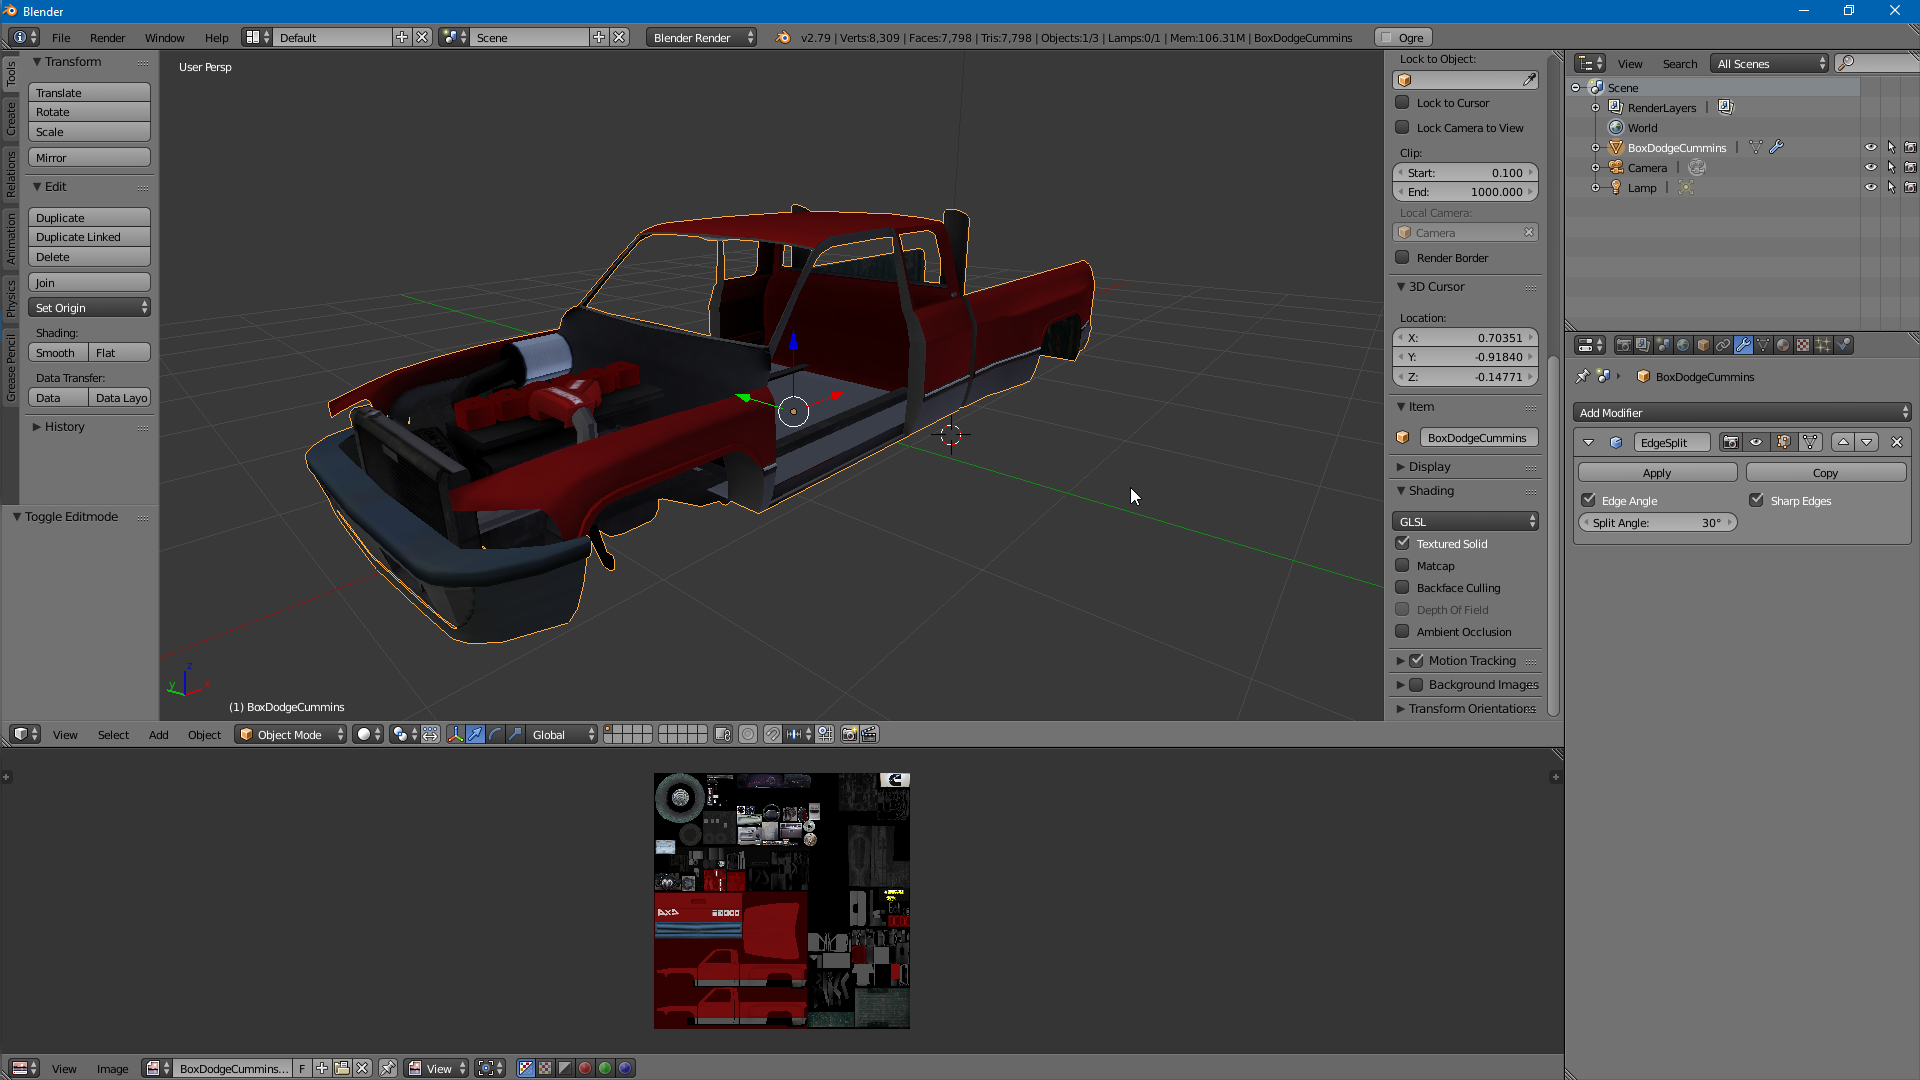 Blender
File Render Window Help Default Scene Blender Render v2.79 | Verts:8,309 | Faces:7,798 | Tris:7,798 | Objects:1/3 | Lamps:0/1 | Mem:106.31M | BoxDodgeCummins Ogre
Tools
Create
Relations
Animation
Physics
Grease Pencil
Transform
Translate
Rotate
Scale
Mirror
Edit
Duplicate
Duplicate Linked
Delete
Join
Set Origin
Shading:
Smooth Flat
Data Transfer:
Data Data Layo
History
Toggle Editmode
User Persp
z
y x
(1) BoxDodgeCummins
Lock to Object:
Lock to Cursor
Lock Camera to View
Clip:
Start: 0.100
End: 1000.000
Local Camera:
Camera
Render Border
3D Cursor
Location:
X: 0.70351
Y: -0.91840
Z: -0.14771
Item
BoxDodgeCummins
Display
Shading
GLSL
Textured Solid
Matcap
Backface Culling
Depth Of Field
Ambient Occlusion
Motion Tracking
Background Images
Transform Orientations
View Search All Scenes
Scene
RenderLayers
World
BoxDodgeCummins
Camera
Lamp
BoxDodgeCummins
Add Modifier
EdgeSplit
Apply Copy
Edge Angle Sharp Edges
Split Angle: 30°
View Select Add Object Object Mode Global
View Image BoxDodgeCummins... F View